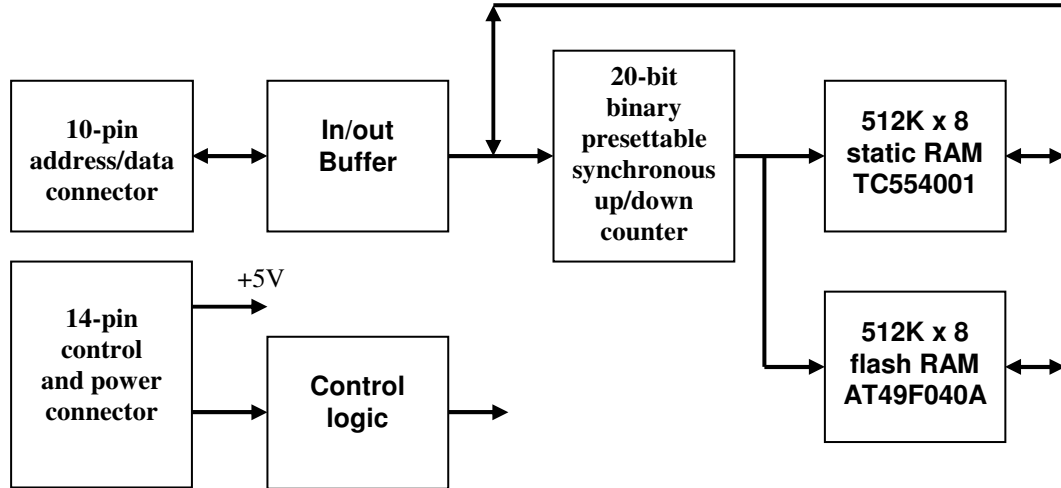 10-pin
address/data
connector
In/out
Buffer
20-bit
binary
presettable
synchronous
up/down
counter
512K x 8
static RAM
TC554001
14-pin
control
and power
connector
+5V
Control
logic
512K x 8
flash RAM
AT49F040A